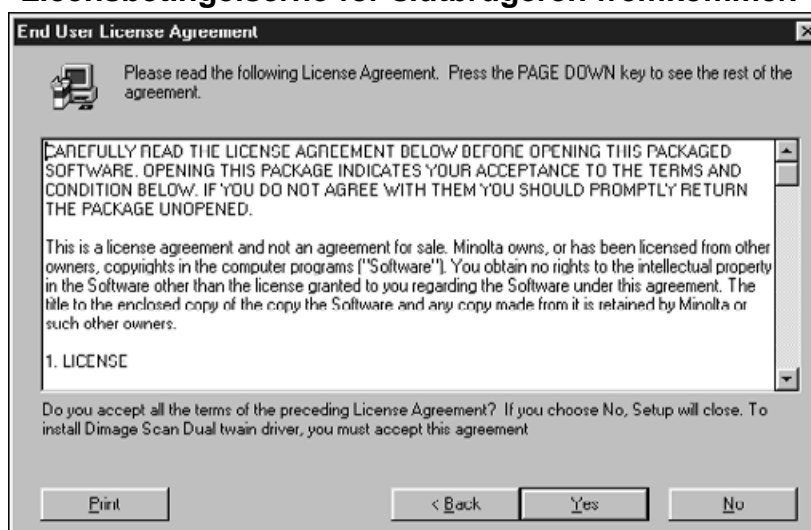 Licensbetingelserne for slutbrugeren fremkommer.
End User License Agreement
Please read the following License Agreement. Press the PAGE DOWN key to see the rest of the
agreement.
CAREFULLY READ THE LICENSE AGREEMENT BELOW BEFORE OPENING THIS PACKAGED
SOFTWARE. OPENING THIS PACKAGE INDICATES YOUR ACCEPTANCE TO THE TERMS AND
CONDITION BELOW. IF YOU DO NOT AGREE WITH THEM YOU SHOULD PROMPTLY RETURN
THE PACKAGE UNOPENED.
This is a license agreement and not an agreement for sale. Minolta owns, or has been licensed from other
owners, copyrights in the computer programs ("Software"). You obtain no rights to the intellectual property
in the Software other than the license granted to you regarding the Software under this agreement. The
title to the enclosed copy of the copy the Software and any copy made from it is retained by Minolta or
such other owners.
1. LICENSE
Do you accept all the terms of the preceding License Agreement? If you choose No, Setup will close. To
install Dimage Scan Dual twain driver, you must accept this agreement
Print
< Back
Yes
No